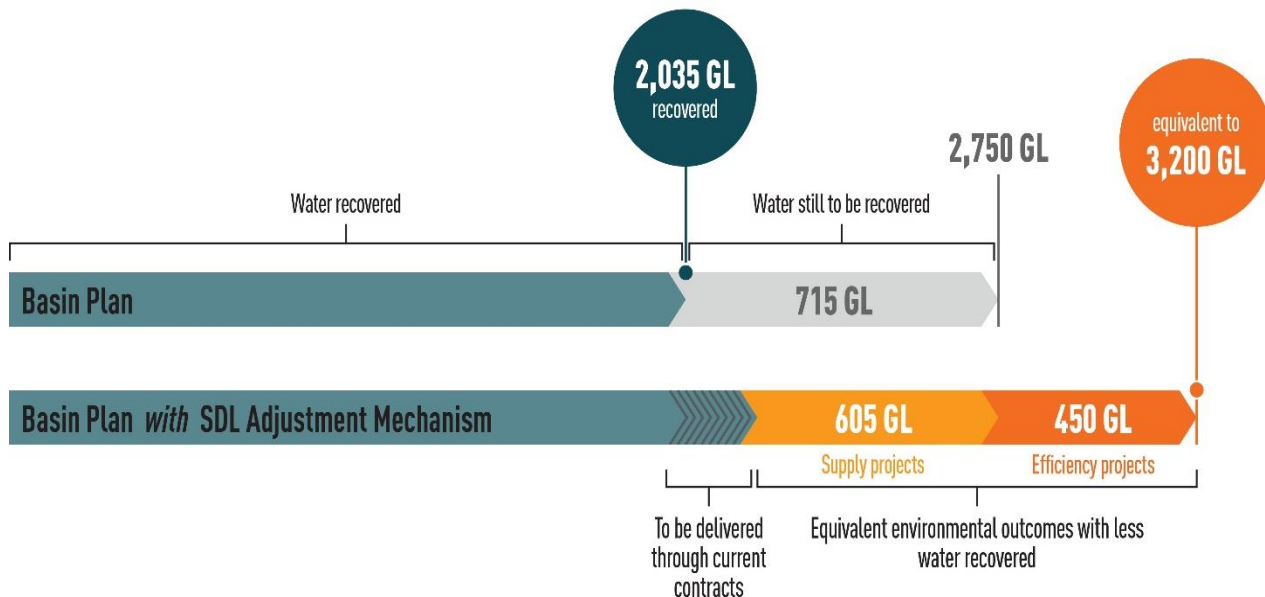 2,035 GL
recovered
equivalent to
3,200 GL
2,750 GL
Water recovered
Water still to be recovered
Basin Plan
715 GL
Basin Plan with SDL Adjustment Mechanism
605 GL
450 GL
Supply projects
Efficiency projects
To be delivered
through current
contracts
Equivalent environmental outcomes with less
water recovered